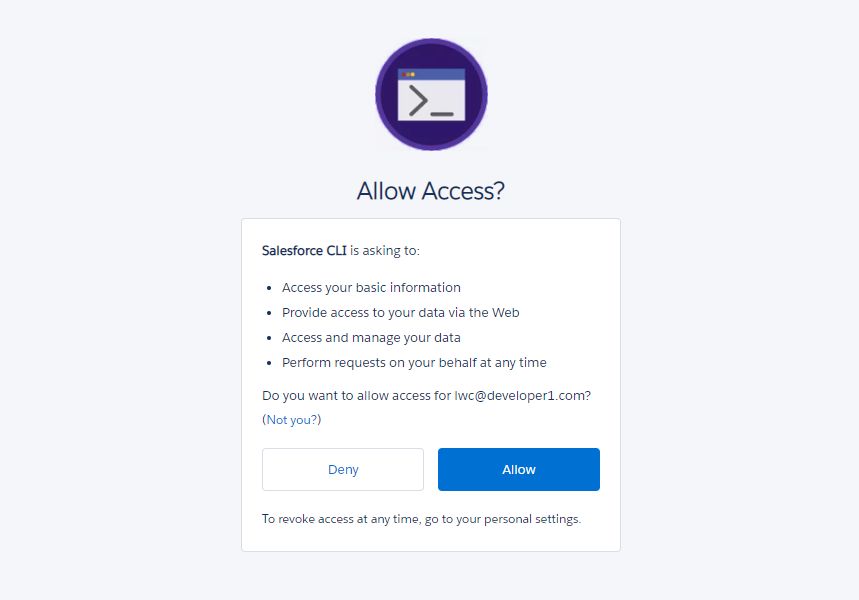 Allow Access?
Salesforce CLI is asking to:
• Access your basic information
• Provide access to your data via the Web
• Access and manage your data
• Perform requests on your behalf at any time
Do you want to allow access for lwc@developer1.com?
(Not you?)
Deny
Allow
To revoke access at any time, go to your personal settings.